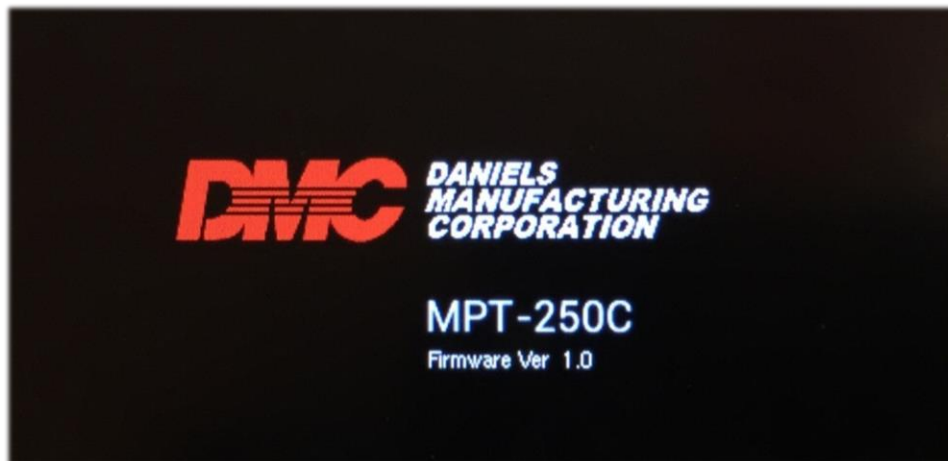 DMC
DANIELS
MANUFACTURING
CORPORATION
MPT-250C
Firmware Ver 1.0